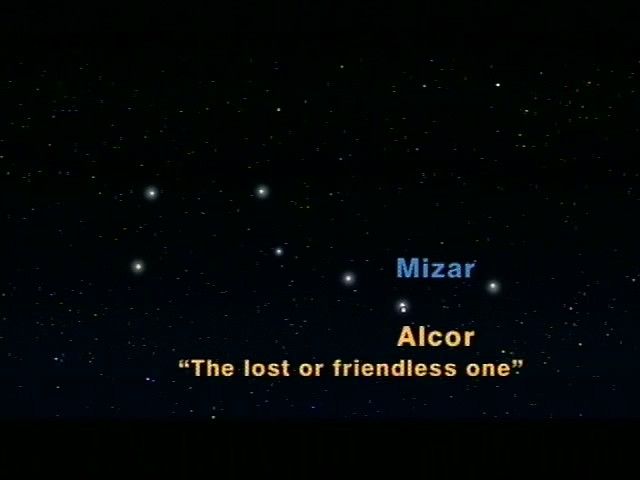 Mizar
Alcor
“The lost or friendless one”